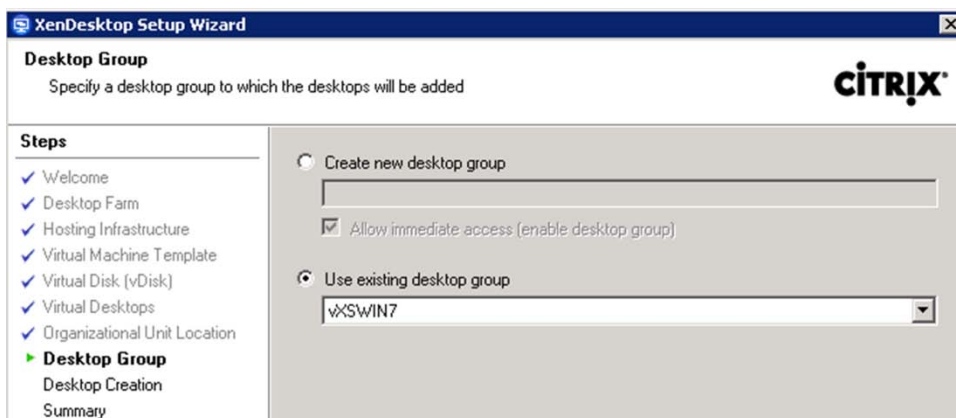 XenDesktop Setup Wizard
Desktop Group
Specify a desktop group to which the desktops will be added
CITRIX
Steps
Welcome
Desktop Farm
Hosting Infrastructure
Virtual Machine Template
Virtual Disk (vDisk)
Virtual Desktops
Organizational Unit Location
Desktop Group
Desktop Creation
Summary
Create new desktop group
Allow immediate access (enable desktop group)
Use existing desktop group
vXSWIN7